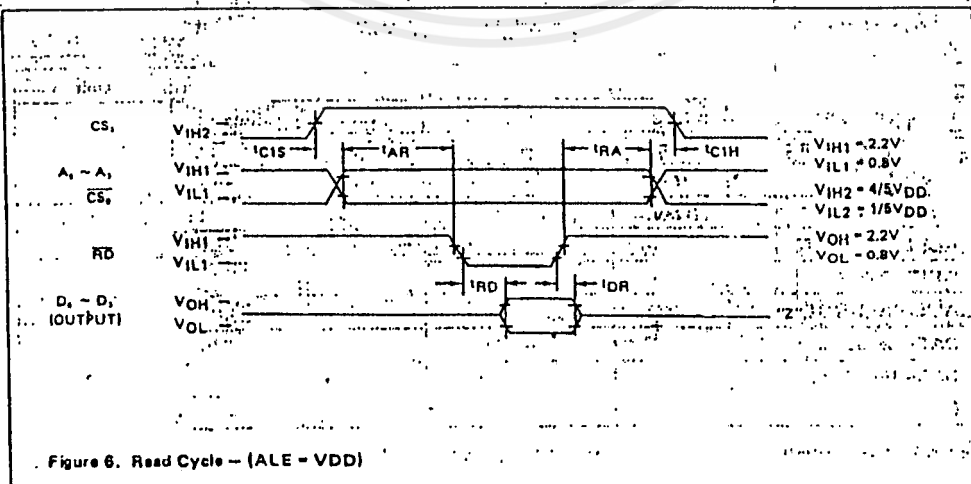 CS₁
VIH2
tC1S
tAR
tRA
tC1H
VIH1 = 2.2V
VIL1 = 0.8V
A₀ ~ A₃
CS₀
VIH1
VIL1
VIH2 = 4/5VDD
VIL2 = 1/5VDD
RD
VIH1
VIL1
VOH = 2.2V
VOL = 0.8V
tRD
tDR
D₀ ~ D₃
(OUTPUT)
VOH
VOL
"Z"
Figure 6. Read Cycle – (ALE = VDD)